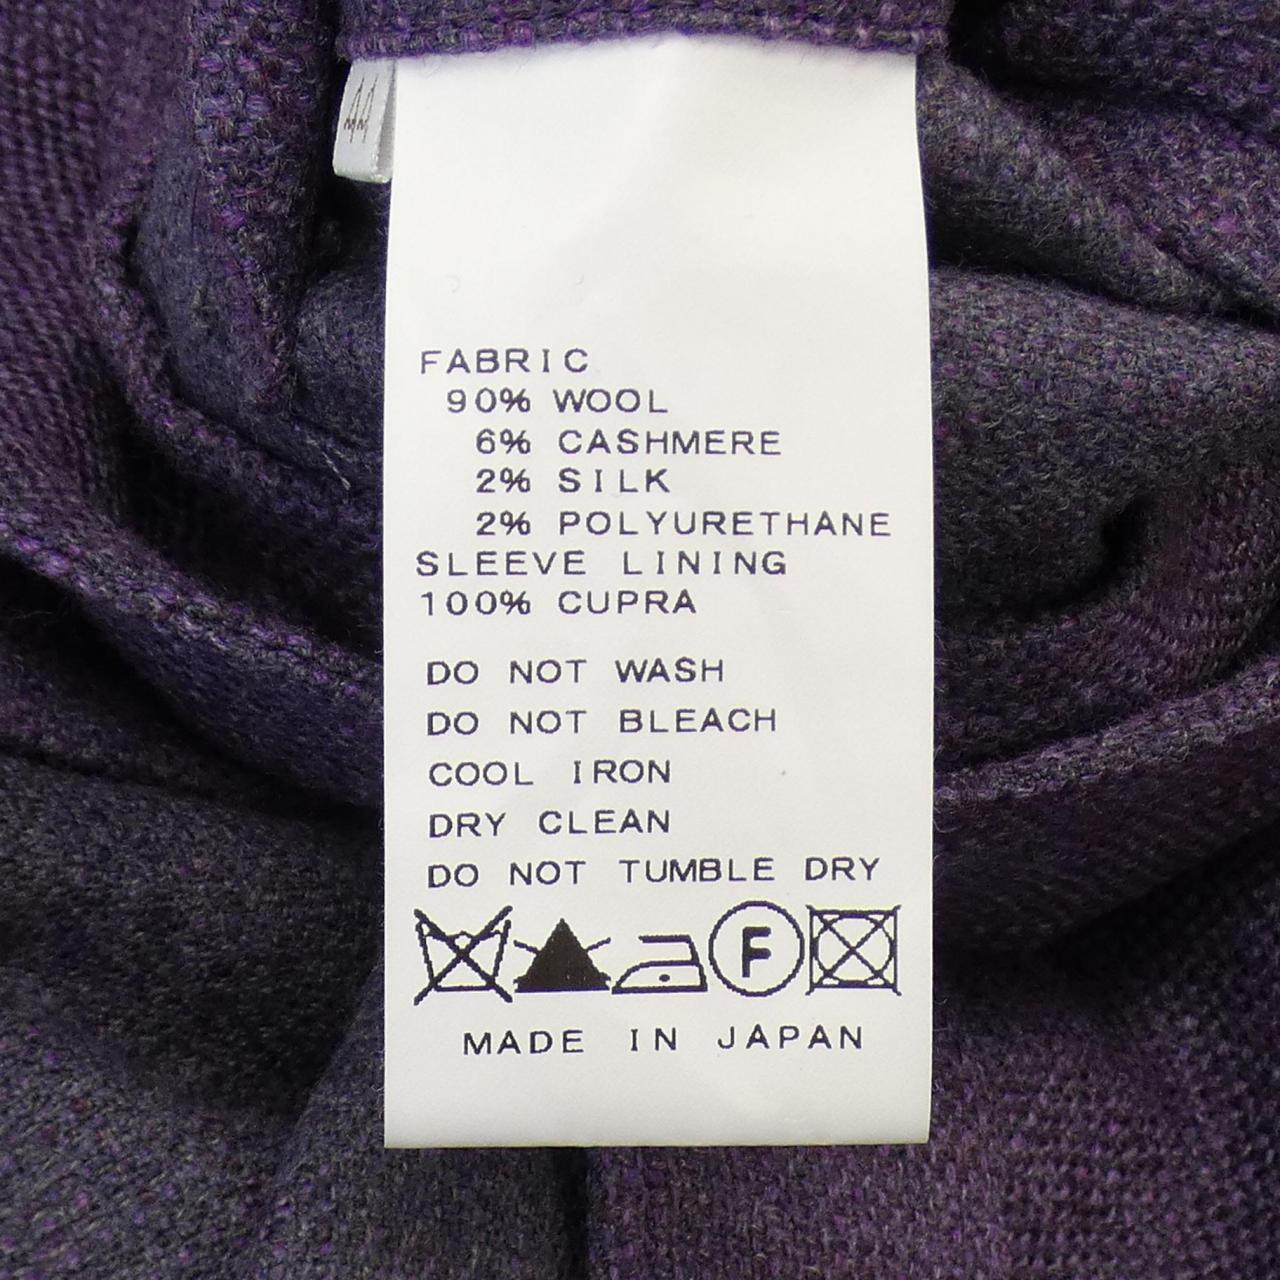 44
FABRIC
90% WOOL
6% CASHMERE
2% SILK
2% POLYURETHANE
SLEEVE LINING
100% CUPRA
DO NOT WASH
DO NOT BLEACH
COOL IRON
DRY CLEAN
DO NOT TUMBLE DRY
F
MADE IN JAPAN